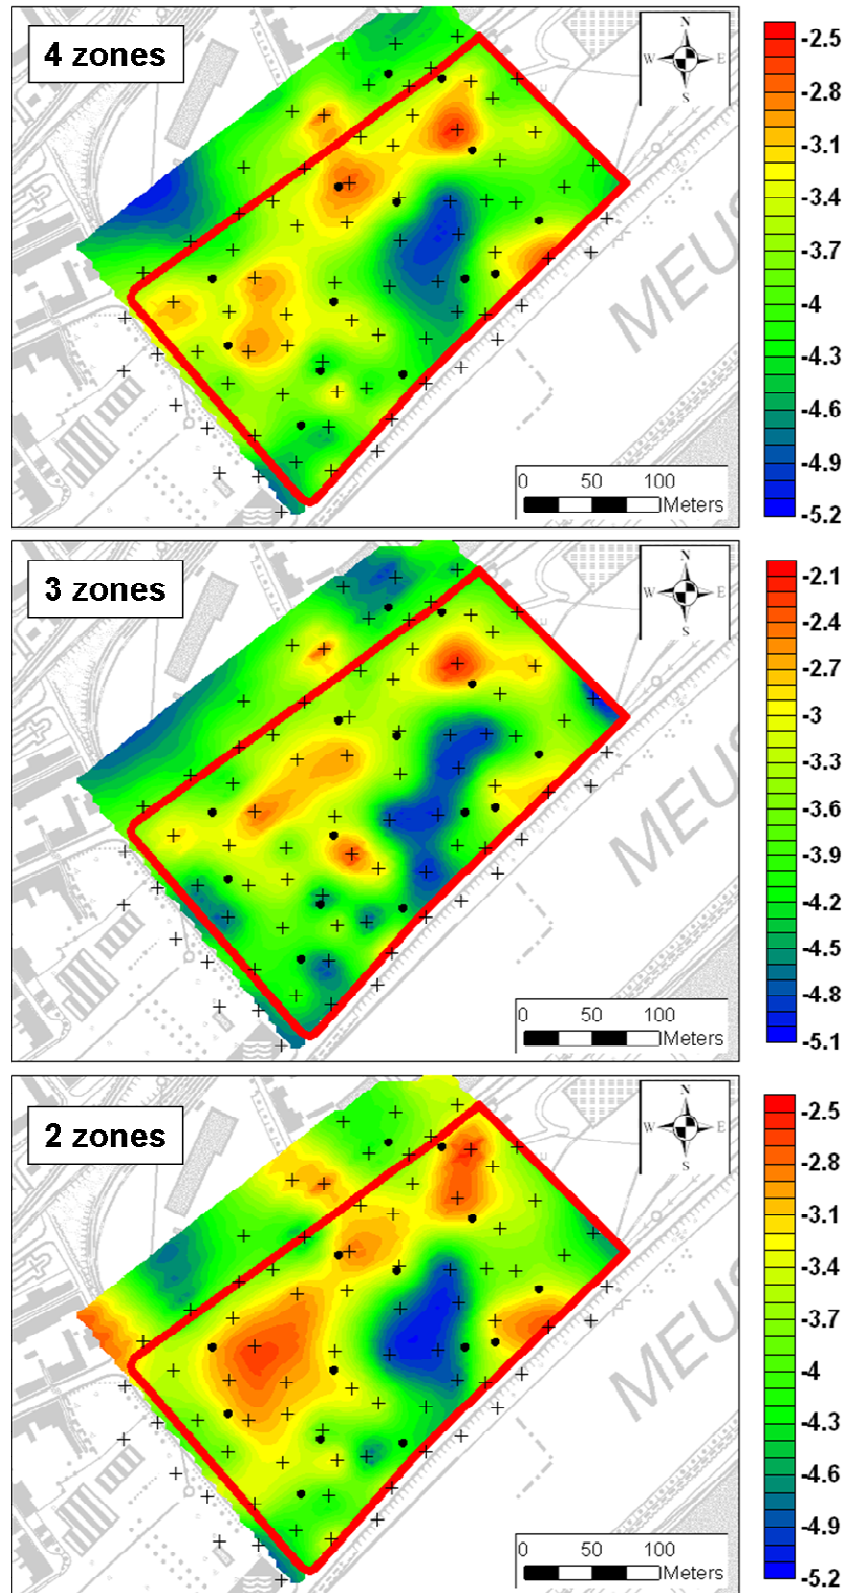 4 zones
N
W E
S
MEUS
0 50 100
Meters
-2.5
-2.8
-3.1
-3.4
-3.7
-4
-4.3
-4.6
-4.9
-5.2
3 zones
N
W E
S
MEUS
0 50 100
Meters
-2.1
-2.4
-2.7
-3
-3.3
-3.6
-3.9
-4.2
-4.5
-4.8
-5.1
2 zones
N
W E
S
MEUS
0 50 100
Meters
-2.5
-2.8
-3.1
-3.4
-3.7
-4
-4.3
-4.6
-4.9
-5.2